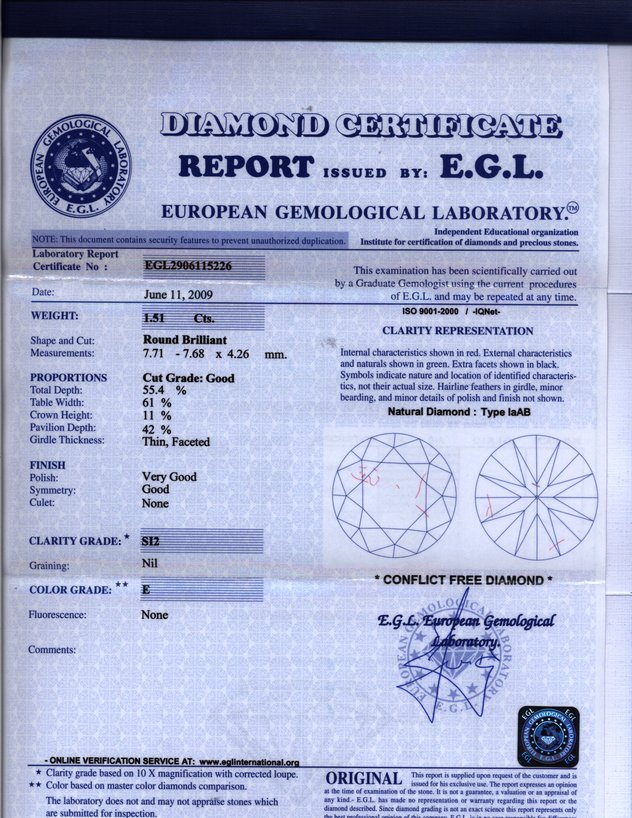 EUROPEAN GEMOLOGICAL LABORATORY
E.G.L.
DIAMOND CERTIFICATE
REPORT ISSUED BY: E.G.L.
EUROPEAN GEMOLOGICAL LABORATORY.™
Independent Educational organization
Institute for certification of diamonds and precious stones.
NOTE: This document contains security features to prevent unauthorized duplication.
Laboratory Report
Certificate No : EGL2906115226
Date: June 11, 2009
WEIGHT: 1.51 Cts.
Shape and Cut: Round Brilliant
Measurements: 7.71 - 7.68 x 4.26 mm.
PROPORTIONS Cut Grade: Good
Total Depth: 55.4 %
Table Width: 61 %
Crown Height: 11 %
Pavilion Depth: 42 %
Girdle Thickness: Thin, Faceted
FINISH
Polish: Very Good
Symmetry: Good
Culet: None
CLARITY GRADE: * SI2
Graining: Nil
COLOR GRADE: ** E
Fluorescence: None
Comments:
This examination has been scientifically carried out
by a Graduate Gemologist using the current procedures
of E.G.L. and may be repeated at any time.
ISO 9001-2000 / -IQNet-
CLARITY REPRESENTATION
Internal characteristics shown in red. External characteristics
and naturals shown in green. Extra facets shown in black.
Symbols indicate nature and location of identified characteris-
tics, not their actual size. Hairline feathers in girdle, minor
bearding, and minor details of polish and finish not shown.
Natural Diamond : Type IaAB
* CONFLICT FREE DIAMOND *
E.G.L. European Gemological
Laboratory.
EUROPEAN GEMOLOGICAL LABORATORY
E.G.L.
EGL EGL
EUROPEAN GEMOLOGICAL LABORATORY
EGL EGL
- ONLINE VERIFICATION SERVICE AT: www.eglinternational.org
* Clarity grade based on 10 X magnification with corrected loupe.
** Color based on master color diamonds comparison.
The laboratory does not and may not appraise stones which
are submitted for inspection.
ORIGINAL This report is supplied upon request of the customer and is
issued for his exclusive use. The report expresses an opinion
at the time of examination of the stone. It is not a guarantee, a valuation or an appraisal of
any kind.- E.G.L. has made no representation or warranty regarding this report or the
diamond described. Since diamond grading is not an exact science this report represents only